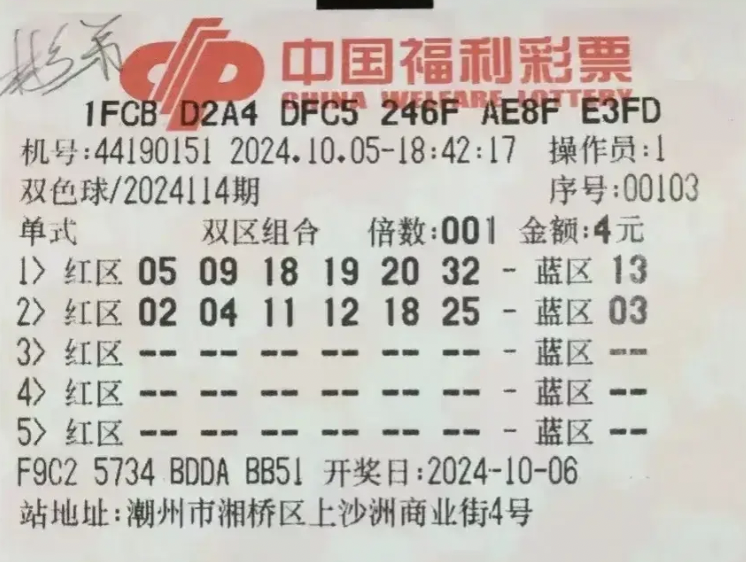 中国福利彩票
CHINA WELFARE LOTTERY
1FCB D2A4 DFC5 246F AE8F E3FD
机号:44190151 2024.10.05-18:42:17 操作员:1
双色球/2024114期 序号:00103
单式 双区组合 倍数:001 金额:4元
1> 红区 05 09 18 19 20 32 - 蓝区 13
2> 红区 02 04 11 12 18 25 - 蓝区 03
3> 红区 -- -- -- -- -- -- - 蓝区 --
4> 红区 -- -- -- -- -- -- - 蓝区 --
5> 红区 -- -- -- -- -- -- - 蓝区 --
F9C2 5734 BDDA BB51 开奖日:2024-10-06
站地址:潮州市湘桥区上沙洲商业街4号